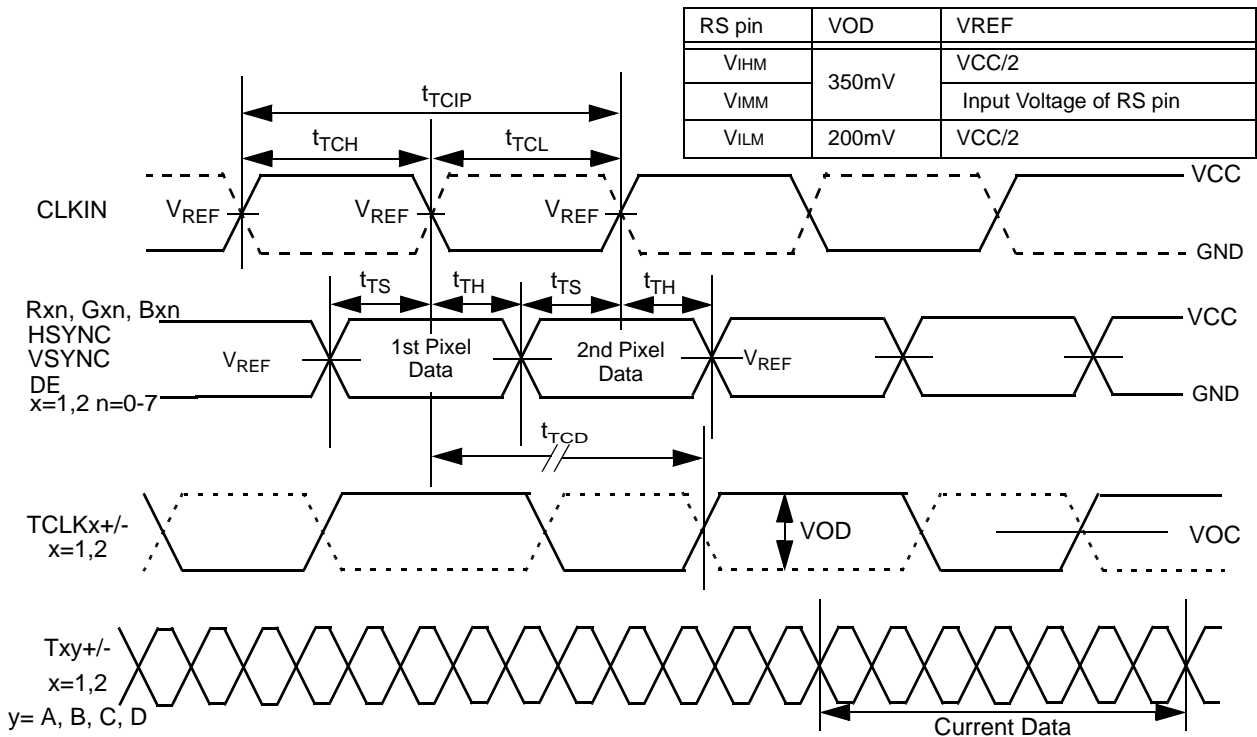 RS pin VOD VREF
VIHM 350mV VCC/2
VIMM Input Voltage of RS pin
VILM 200mV VCC/2
tTCIP
tTCH tTCL
VCC
CLKIN VREF VREF VREF
GND
tTS tTH tTS tTH
Rxn, Gxn, Bxn
HSYNC
VSYNC
DE
x=1,2 n=0-7
VREF
1st Pixel
Data
2nd Pixel
Data
VREF
VCC
GND
tTCD
TCLKx+/-
x=1,2
VOD
VOC
Txy+/-
x=1,2
y= A, B, C, D
Current Data